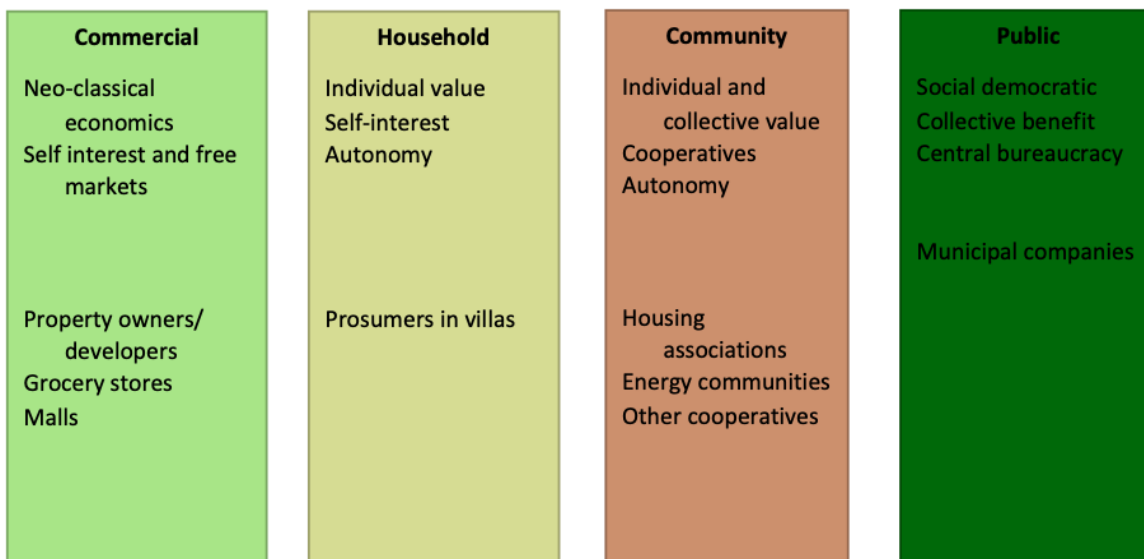 Commercial
Neo-classical
economics
Self interest and free
markets
Property owners/
developers
Grocery stores
Malls
Household
Individual value
Self-interest
Autonomy
Prosumers in villas
Community
Individual and
collective value
Cooperatives
Autonomy
Housing
associations
Energy communities
Other cooperatives
Public
Social democratic
Collective benefit
Central bureaucracy
Municipal companies